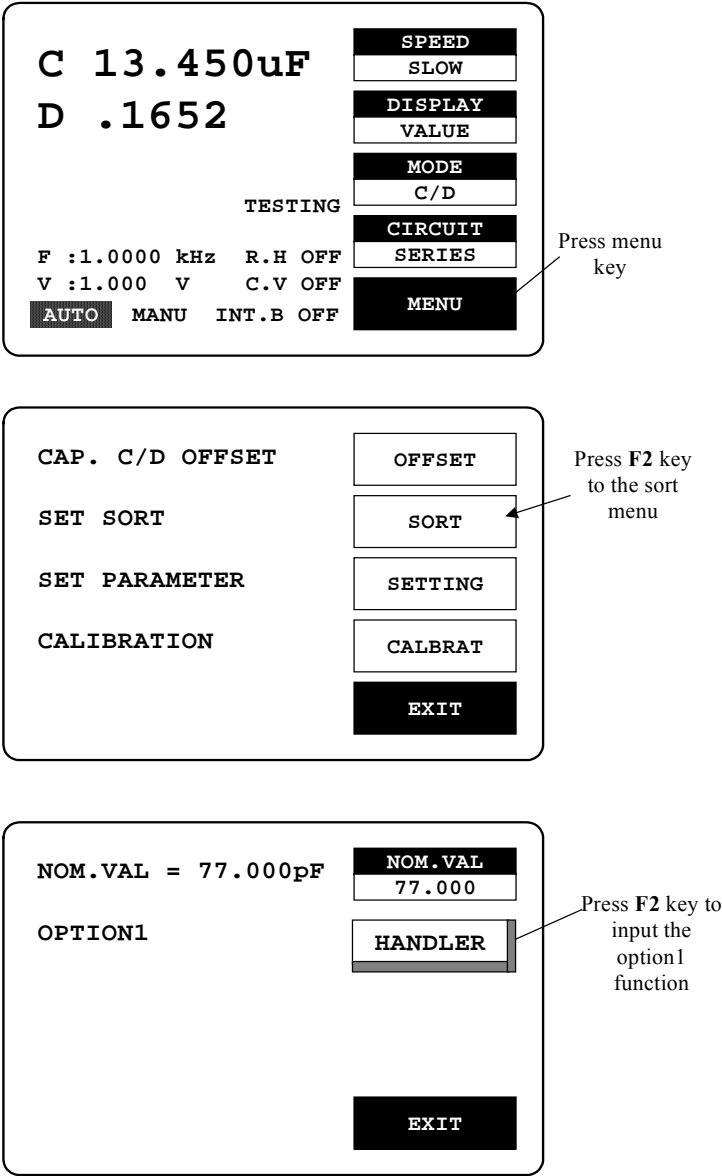 C 13.450uF
D .1652
TESTING
F :1.0000 kHz R.H OFF
V :1.000 V C.V OFF
AUTO MANU INT.B OFF
SPEED
SLOW
DISPLAY
VALUE
MODE
C/D
CIRCUIT
SERIES
MENU
Press menu
key
CAP. C/D OFFSET
OFFSET
SET SORT
SORT
SET PARAMETER
SETTING
CALIBRATION
CALBRAT
EXIT
Press F2 key
to the sort
menu
NOM.VAL = 77.000pF
NOM.VAL
77.000
OPTION1
HANDLER
EXIT
Press F2 key to
input the
option1
function